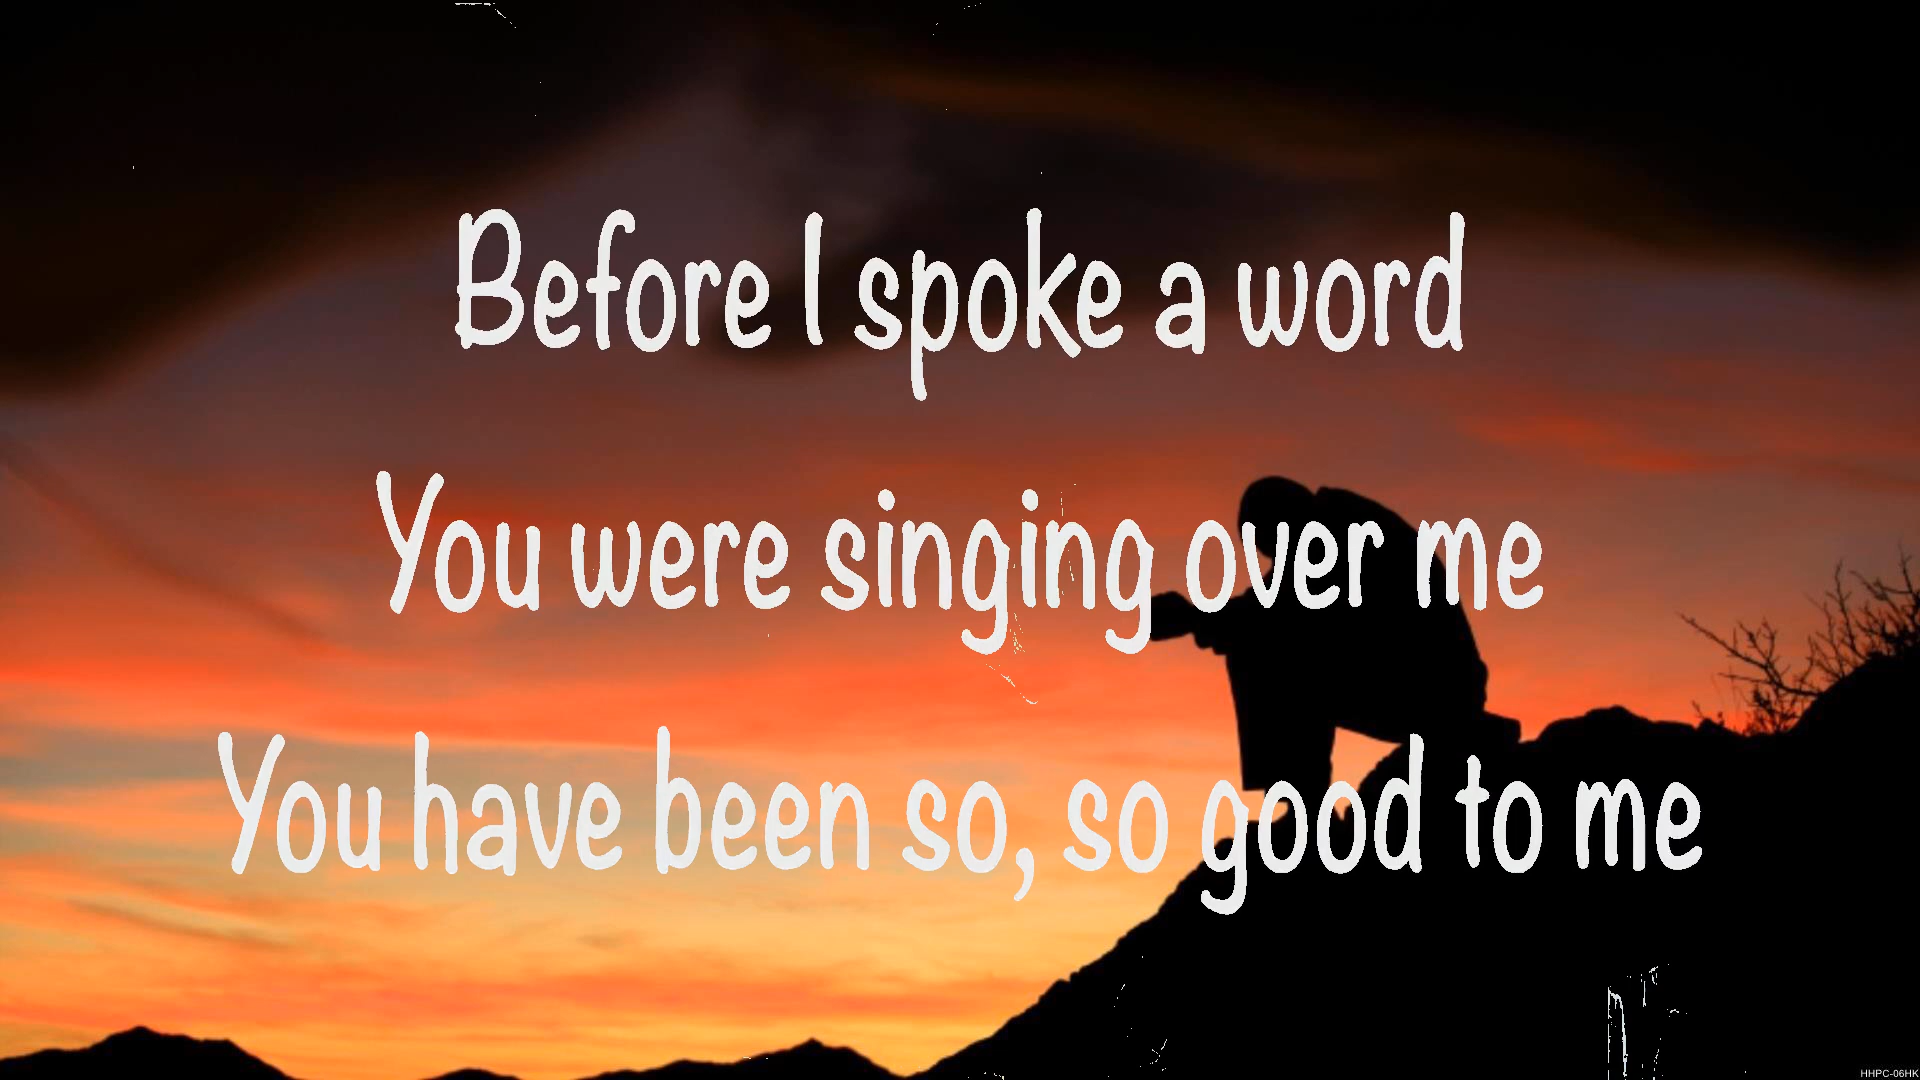 Before I spoke a word
You were singing over me
You have been so, so good to me
HHPC-06HK